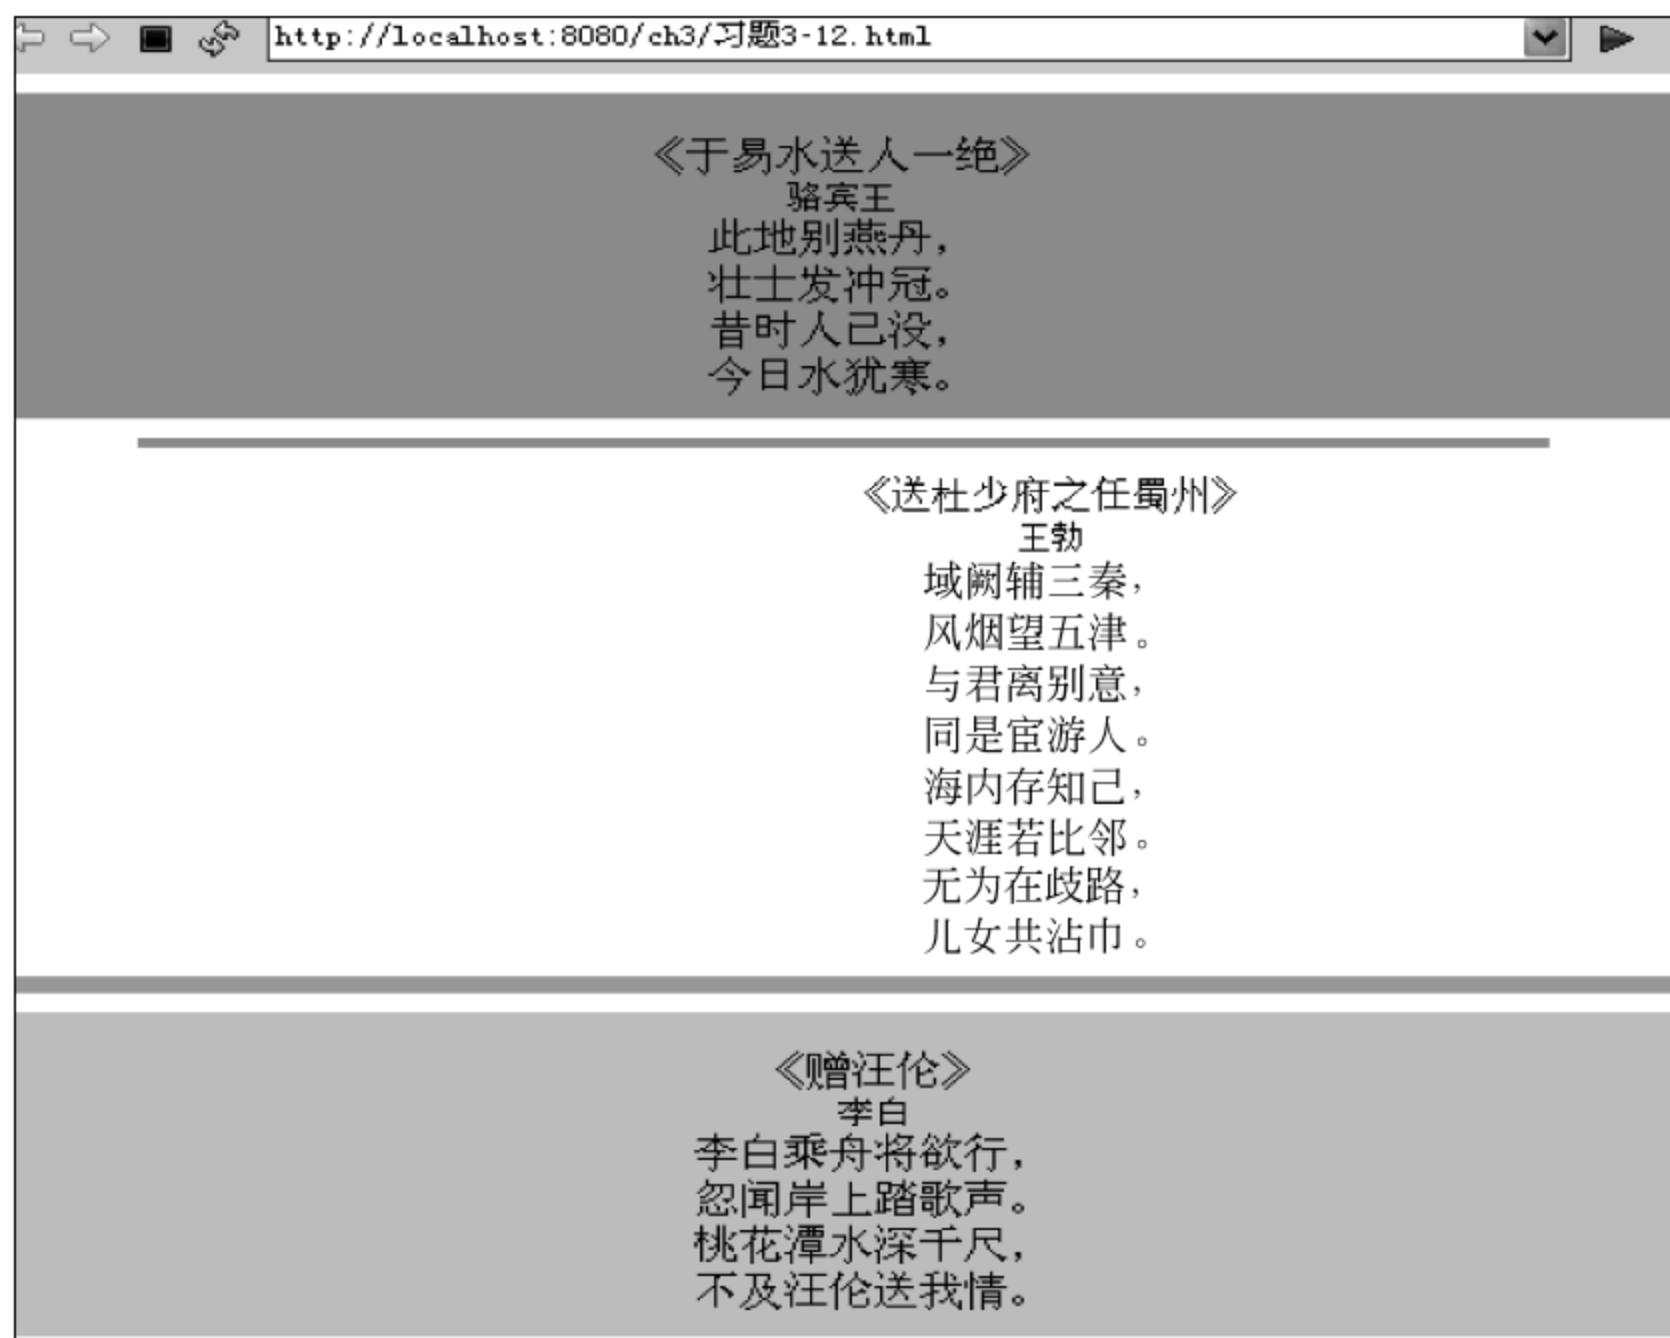 http://localhost:8080/ch3/习题3-12.html
《于易水送人一绝》
骆宾王
此地别燕丹，
壮士发冲冠。
昔时人已没，
今日水犹寒。
《送杜少府之任蜀州》
王勃
域阙辅三秦，
风烟望五津。
与君离别意，
同是宦游人。
海内存知己，
天涯若比邻。
无为在歧路，
儿女共沾巾。
《赠汪伦》
李白
李白乘舟将欲行，
忽闻岸上踏歌声。
桃花潭水深千尺，
不及汪伦送我情。